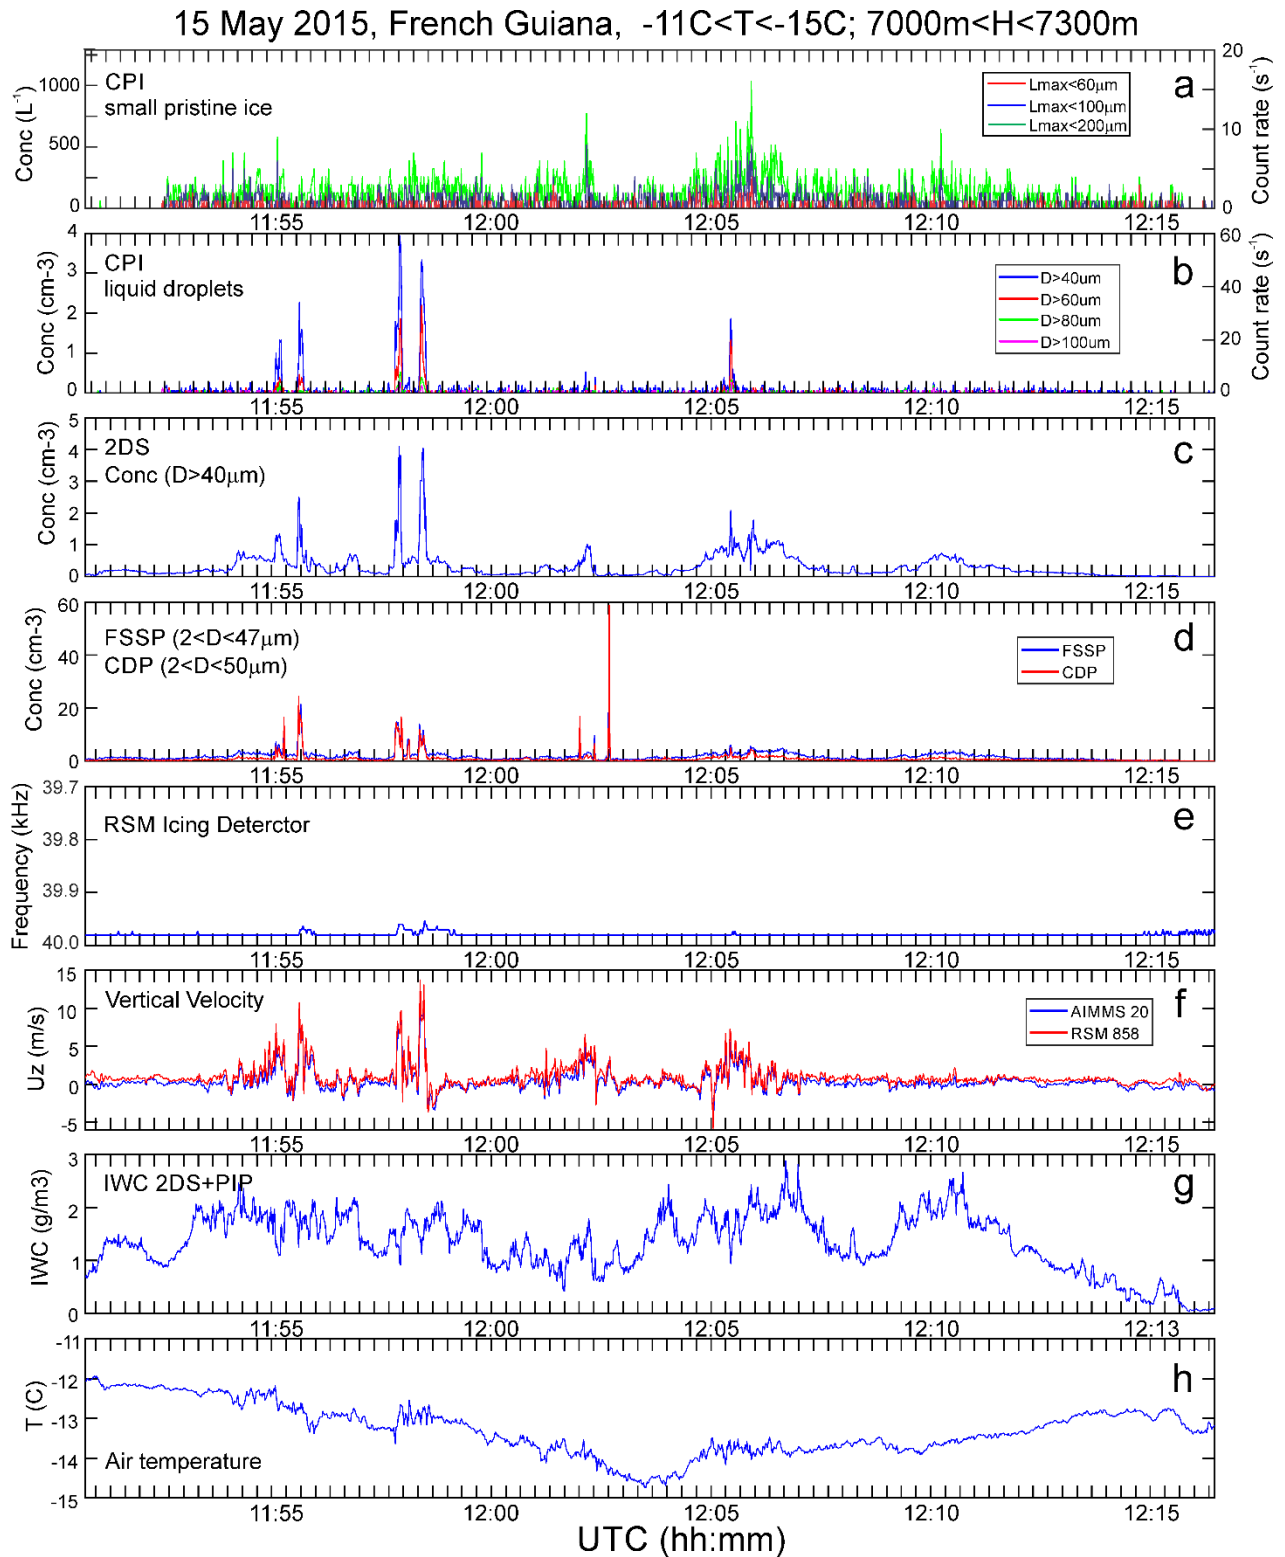 15 May 2015, French Guiana, -11C<T<-15C; 7000m<H<7300m
CPI
small pristine ice
a
Lmax<60μm
Lmax<100μm
Lmax<200μm
Conc (L⁻¹)
1000
500
0
Count rate (s⁻¹)
20
10
0
11:55 12:00 12:05 12:10 12:15
CPI
liquid droplets
b
D>40um
D>60um
D>80um
D>100um
Conc (cm-3)
4
3
2
1
0
Count rate (s⁻¹)
60
40
20
0
11:55 12:00 12:05 12:10 12:15
2DS
Conc (D>40μm)
c
Conc (cm-3)
5
4
3
2
1
0
11:55 12:00 12:05 12:10 12:15
FSSP (2<D<47μm)
CDP (2<D<50μm)
d
FSSP
CDP
Conc (cm-3)
60
40
20
0
11:55 12:00 12:05 12:10 12:15
RSM Icing Deterctor
e
Frequency (kHz)
39.7
39.8
39.9
40.0
11:55 12:00 12:05 12:10 12:15
Vertical Velocity
f
AIMMS 20
RSM 858
Uz (m/s)
15
10
5
0
-5
11:55 12:00 12:05 12:10 12:15
IWC 2DS+PIP
g
IWC (g/m3)
3
2
1
0
11:55 12:00 12:05 12:10 12:13
h
Air temperature
T (C)
-11
-12
-13
-14
-15
11:55 12:00 12:05 12:10 12:15
UTC (hh:mm)